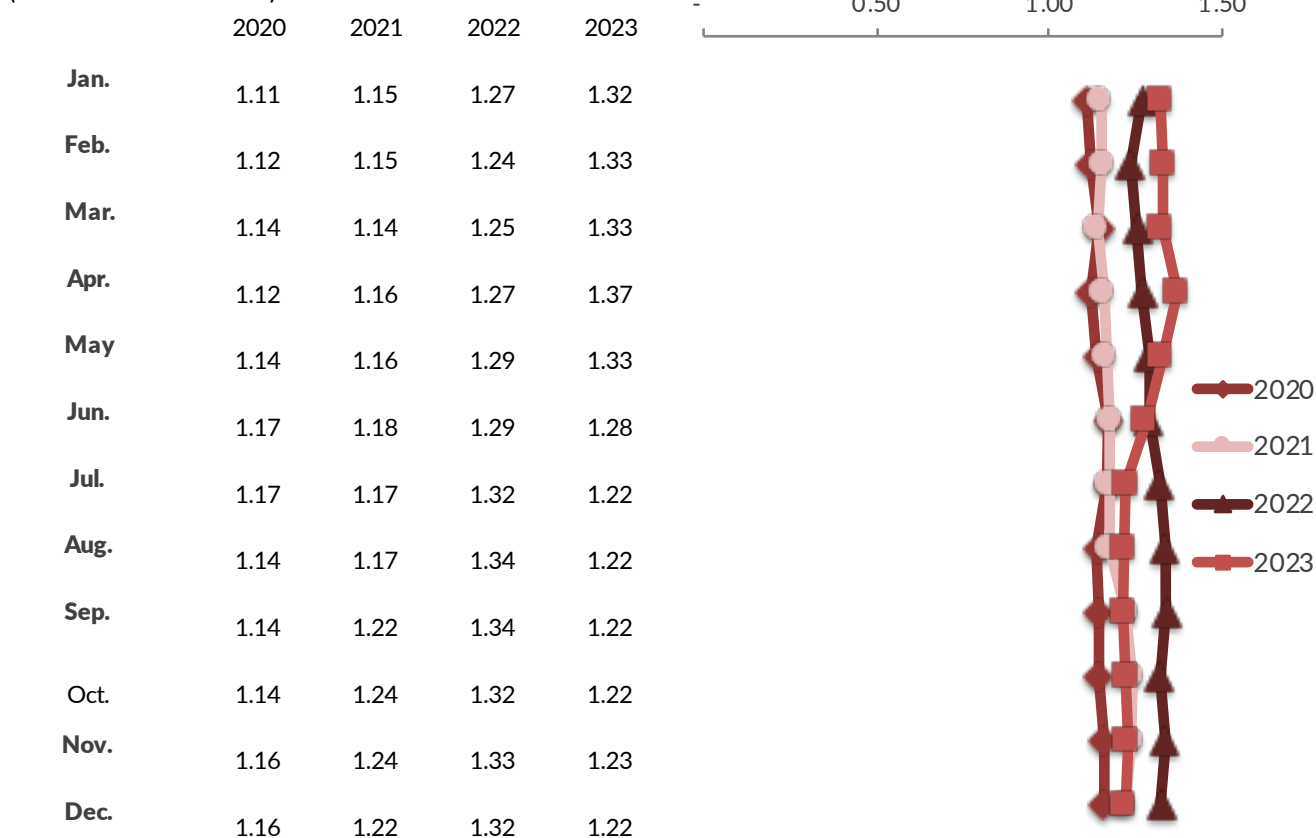 - 0.50 1.00 1.50
2020 2021 2022 2023
Jan. 1.11 1.15 1.27 1.32
Feb. 1.12 1.15 1.24 1.33
Mar. 1.14 1.14 1.25 1.33
Apr. 1.12 1.16 1.27 1.37
May 1.14 1.16 1.29 1.33
Jun. 1.17 1.18 1.29 1.28
Jul. 1.17 1.17 1.32 1.22
Aug. 1.14 1.17 1.34 1.22
Sep. 1.14 1.22 1.34 1.22
Oct. 1.14 1.24 1.32 1.22
Nov. 1.16 1.24 1.33 1.23
Dec. 1.16 1.22 1.32 1.22
2020
2021
2022
2023